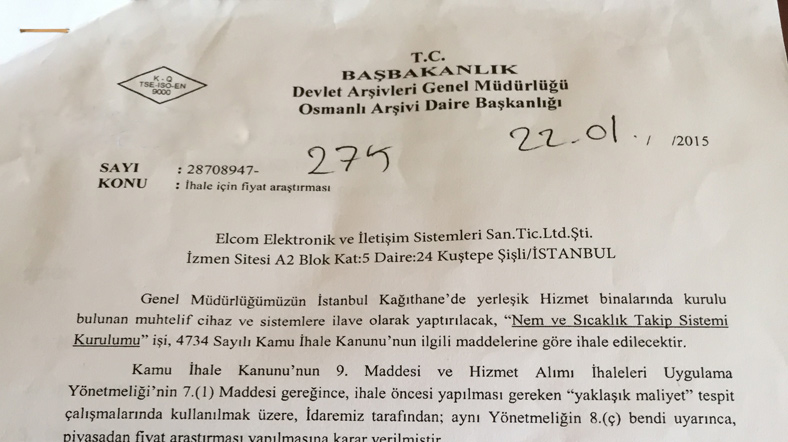 T.C.
BAŞBAKANLIK
Devlet Arşivleri Genel Müdürlüğü
Osmanlı Arşivi Daire Başkanlığı
K - Q
TSE-ISO-EN
9000
22.01. / /2015
SAYI : 28708947- 275
KONU : İhale için fiyat araştırması
Elcom Elektronik ve İletişim Sistemleri San.Tic.Ltd.Şti.
İzmen Sitesi A2 Blok Kat:5 Daire:24 Kuştepe Şişli/İSTANBUL
Genel Müdürlüğümüzün İstanbul Kağıthane’de yerleşik Hizmet binalarında kurulu
bulunan muhtelif cihaz ve sistemlere ilave olarak yaptırılacak, “Nem ve Sıcaklık Takip Sistemi
Kurulumu” işi, 4734 Sayılı Kamu İhale Kanunu’nun ilgili maddelerine göre ihale edilecektir.
Kamu İhale Kanunu’nun 9. Maddesi ve Hizmet Alımı İhaleleri Uygulama
Yönetmeliği’nin 7.(1) Maddesi gereğince, ihale öncesi yapılması gereken “yaklaşık maliyet” tespit
çalışmalarında kullanılmak üzere, İdaremiz tarafından; aynı Yönetmeliğin 8.(ç) bendi uyarınca,
piyasadan fiyat araştırması yapılmasına karar verilmiştir.